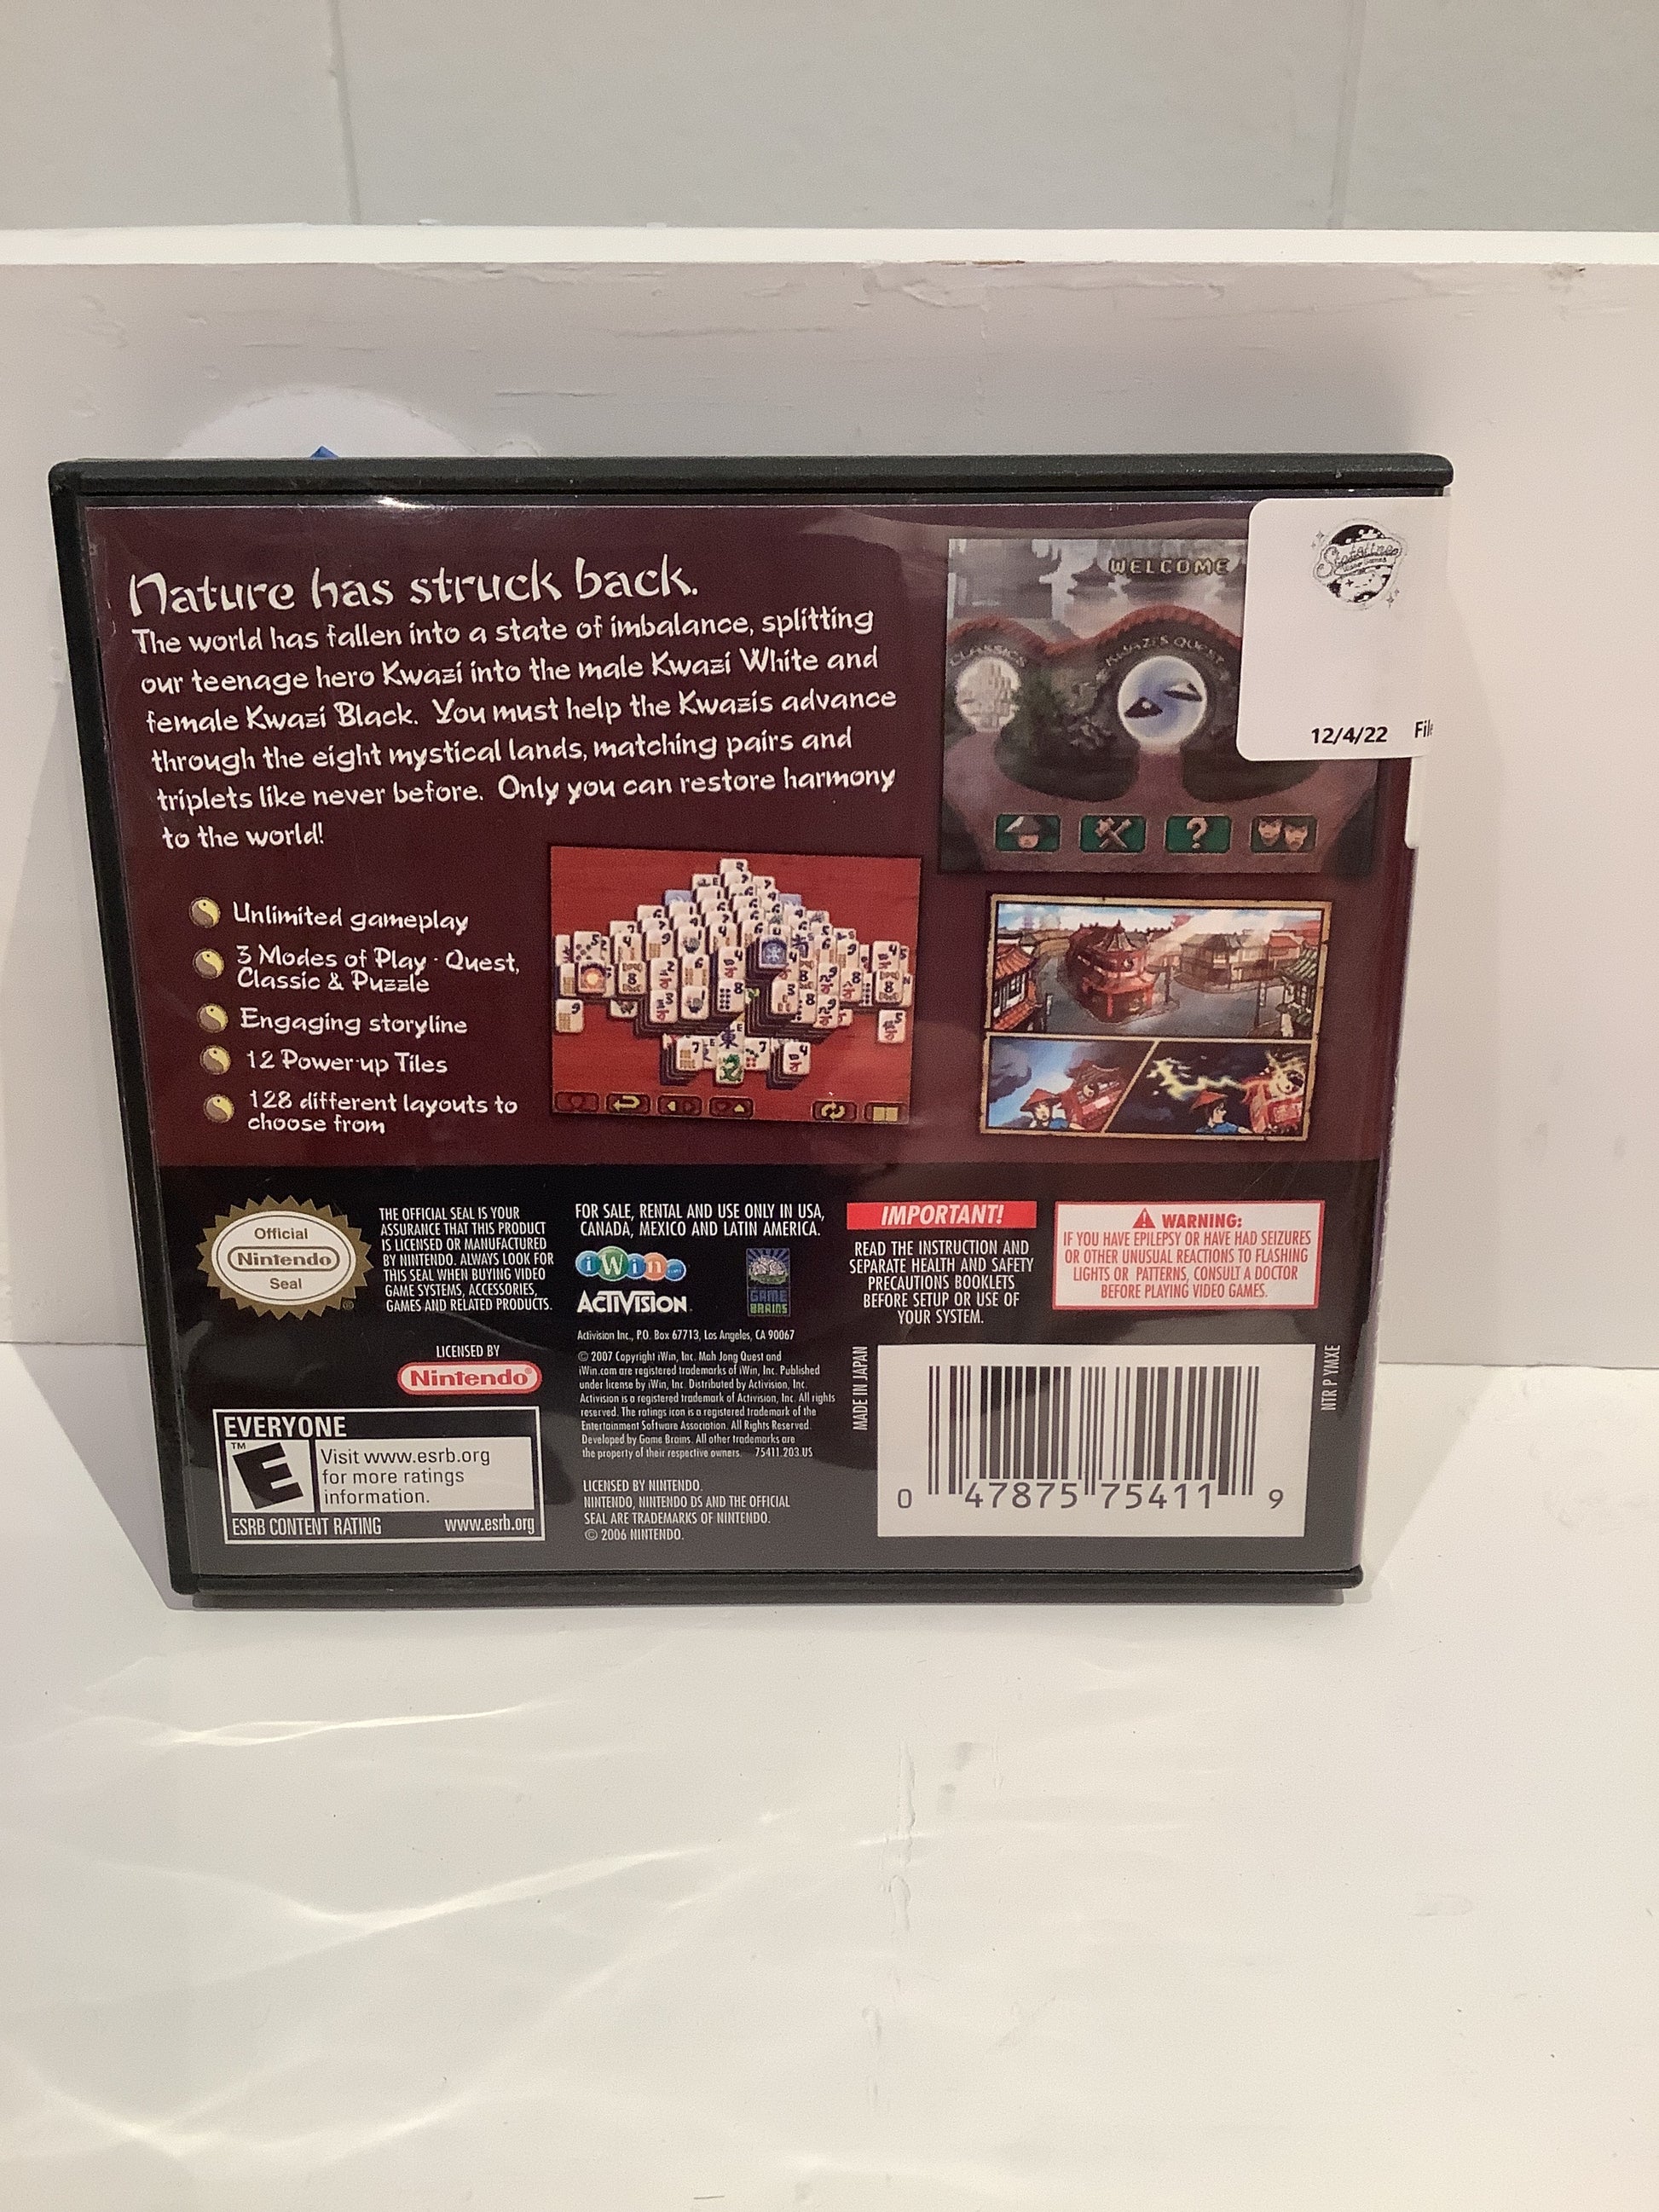 Nature has struck back.
The world has fallen into a state of imbalance, splitting
our teenage hero Kwazi into the male Kwazi White and
female Kwazi Black. You must help the Kwazis advance
through the eight mystical lands, matching pairs and
triplets like never before. Only you can restore harmony
to the world!
Unlimited gameplay
3 Modes of Play · Quest,
Classic & Puzzle
Engaging storyline
12 Power-up Tiles
128 different layouts to
choose from
WELCOME
CLASSICS
KWAZI'S QUEST
?
12/4/22
Official
Nintendo
Seal
THE OFFICIAL SEAL IS YOUR
ASSURANCE THAT THIS PRODUCT
IS LICENSED OR MANUFACTURED
BY NINTENDO. ALWAYS LOOK FOR
THIS SEAL WHEN BUYING VIDEO
GAME SYSTEMS, ACCESSORIES,
GAMES AND RELATED PRODUCTS.
LICENSED BY
Nintendo®
EVERYONE
E™
Visit www.esrb.org
for more ratings
information.
ESRB CONTENT RATING www.esrb.org
FOR SALE, RENTAL AND USE ONLY IN USA,
CANADA, MEXICO AND LATIN AMERICA.
iWin.com
GAME
BRAINS
ACTIVISION
Activision Inc., P.O. Box 67713, Los Angeles, CA 90067
© 2007 Copyright iWin, Inc. Mah Jong Quest and
iWin.com are registered trademarks of iWin, Inc. Published
under license by iWin, Inc. Distributed by Activision, Inc.
Activision is a registered trademark of Activision, Inc. All rights
reserved. The ratings icon is a registered trademark of the
Entertainment Software Association. All Rights Reserved.
Developed by Game Brains. All other trademarks are
the property of their respective owners. 75411.203.US
LICENSED BY NINTENDO.
NINTENDO, NINTENDO DS AND THE OFFICIAL
SEAL ARE TRADEMARKS OF NINTENDO.
© 2006 NINTENDO.
IMPORTANT!
READ THE INSTRUCTION AND
SEPARATE HEALTH AND SAFETY
PRECAUTIONS BOOKLETS
BEFORE SETUP OR USE OF
YOUR SYSTEM.
WARNING:
IF YOU HAVE EPILEPSY OR HAVE HAD SEIZURES
OR OTHER UNUSUAL REACTIONS TO FLASHING
LIGHTS OR PATTERNS, CONSULT A DOCTOR
BEFORE PLAYING VIDEO GAMES.
MADE IN JAPAN
0 47875 75411 9
NTR P YMXE